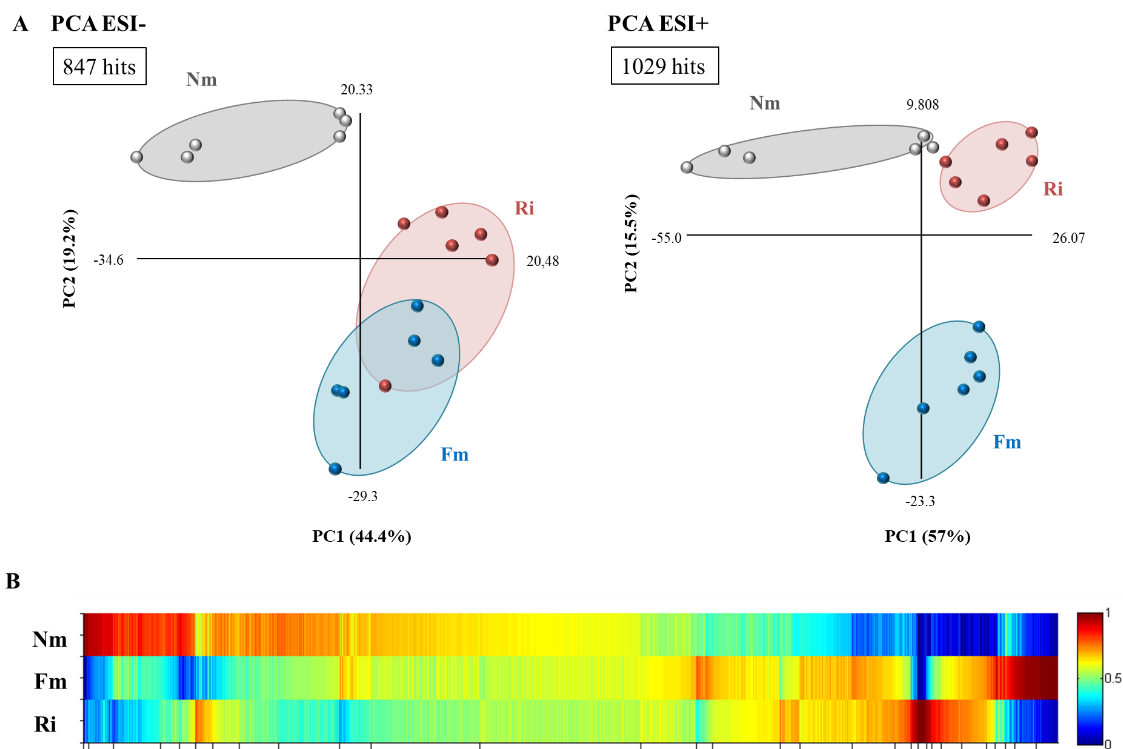 A PCA ESI- PCA ESI+
847 hits 1029 hits
Nm
20.33
Nm
9.808
Ri
Ri
PC2 (19.2%)
-34.6
20,48
PC2 (15.5%)
-55.0
26.07
Fm
Fm
-29.3
-23.3
PC1 (44.4%)
PC1 (57%)
B
Nm
Fm
Ri
1
0.5
0